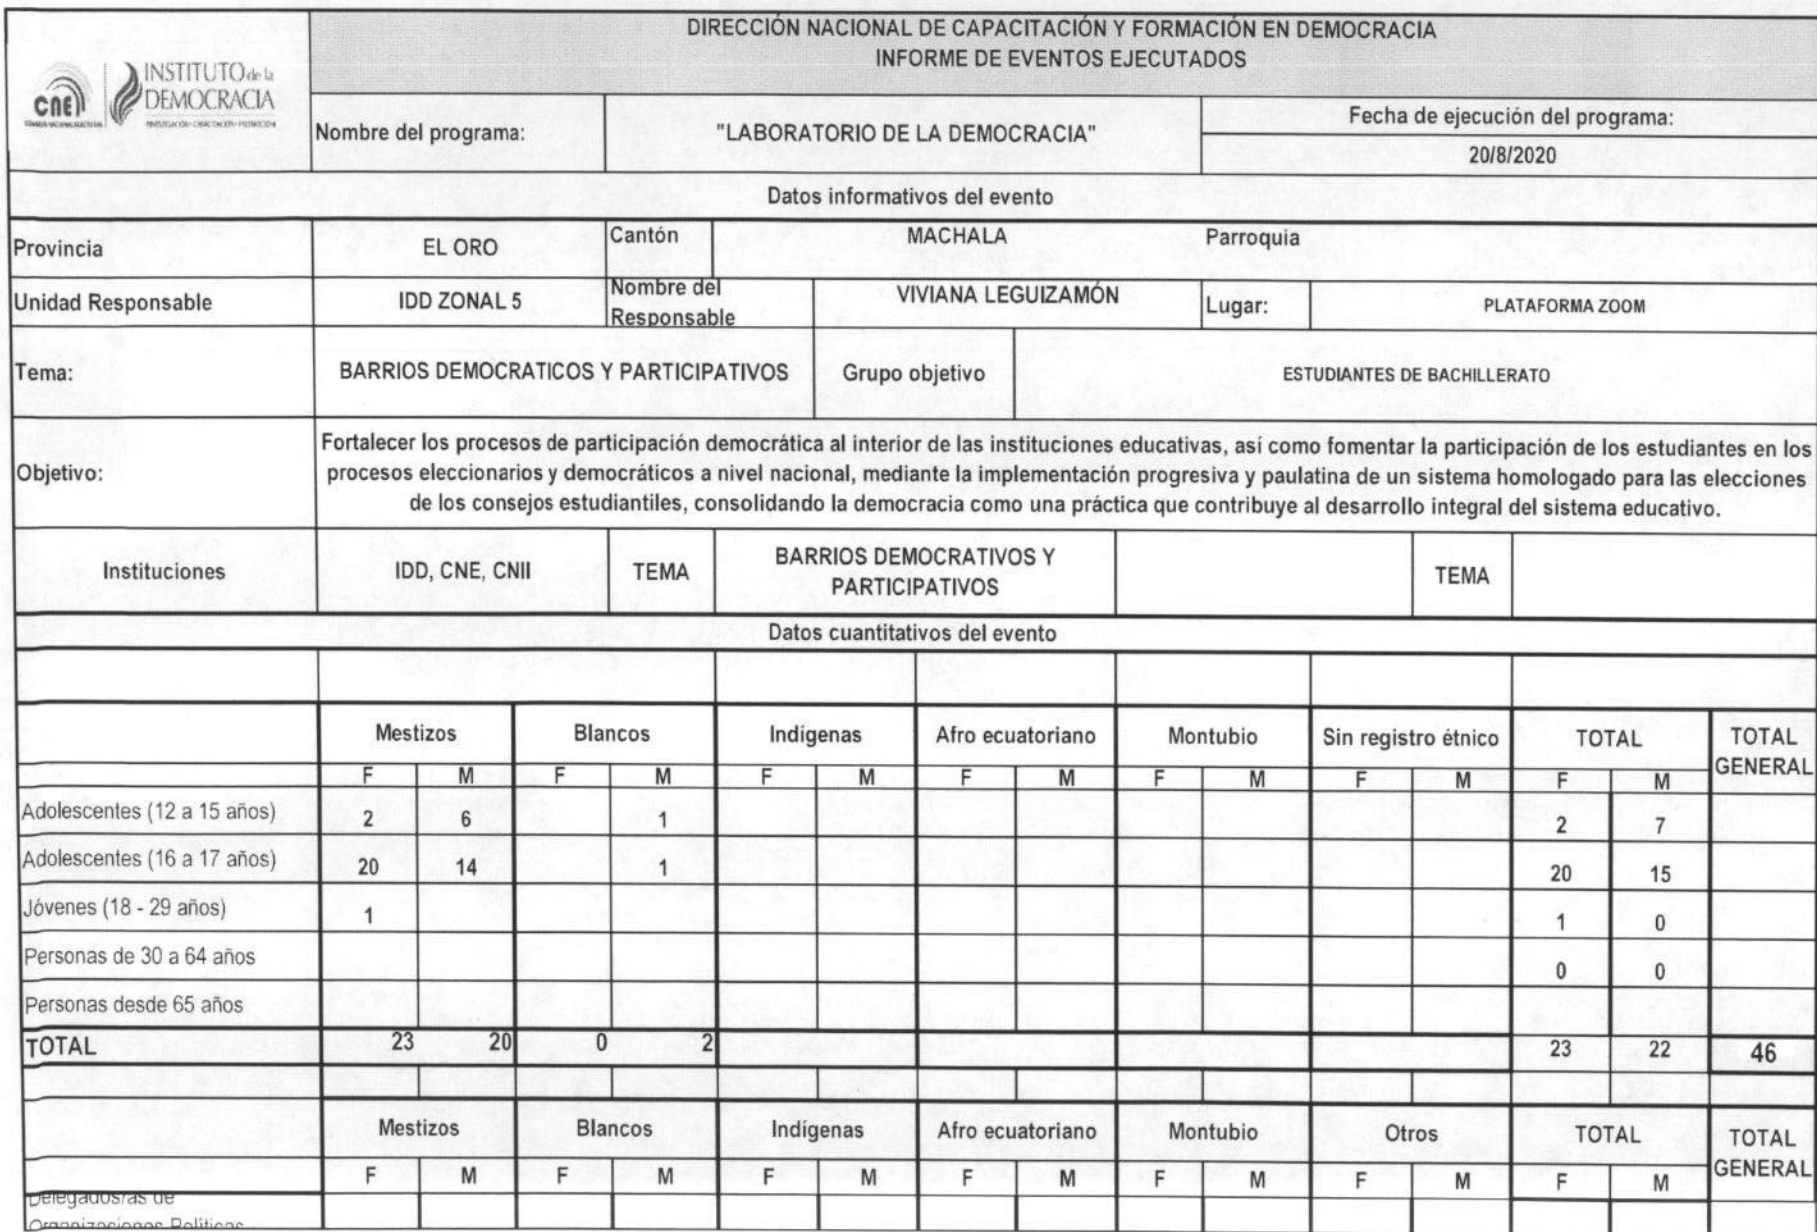 DIRECCIÓN NACIONAL DE CAPACITACIÓN Y FORMACIÓN EN DEMOCRACIA
INFORME DE EVENTOS EJECUTADOS
cne INSTITUTO de la
DEMOCRACIA
Nombre del programa: "LABORATORIO DE LA DEMOCRACIA" Fecha de ejecución del programa:
20/8/2020
Datos informativos del evento
Provincia EL ORO Cantón MACHALA Parroquia
Unidad Responsable IDD ZONAL 5 Nombre del Responsable VIVIANA LEGUIZAMÓN Lugar: PLATAFORMA ZOOM
Tema: BARRIOS DEMOCRATICOS Y PARTICIPATIVOS Grupo objetivo ESTUDIANTES DE BACHILLERATO
Objetivo:
Fortalecer los procesos de participación democrática al interior de las instituciones educativas, así como fomentar la participación de los estudiantes en los
procesos eleccionarios y democráticos a nivel nacional, mediante la implementación progresiva y paulatina de un sistema homologado para las elecciones
de los consejos estudiantiles, consolidando la democracia como una práctica que contribuye al desarrollo integral del sistema educativo.
Instituciones IDD, CNE, CNII TEMA BARRIOS DEMOCRATIVOS Y PARTICIPATIVOS TEMA
Datos cuantitativos del evento
Mestizos Blancos Indígenas Afro ecuatoriano Montubio Sin registro étnico TOTAL TOTAL GENERAL
F M F M F M F M F M F M F M
Adolescentes (12 a 15 años) 2 6 1 2 7
Adolescentes (16 a 17 años) 20 14 1 20 15
Jóvenes (18 - 29 años) 1 1 0
Personas de 30 a 64 años 0 0
Personas desde 65 años
TOTAL 23 20 0 2 23 22 46
Mestizos Blancos Indígenas Afro ecuatoriano Montubio Otros TOTAL TOTAL GENERAL
F M F M F M F M F M F M F M
Delegados/as de
Organizaciones Políticas